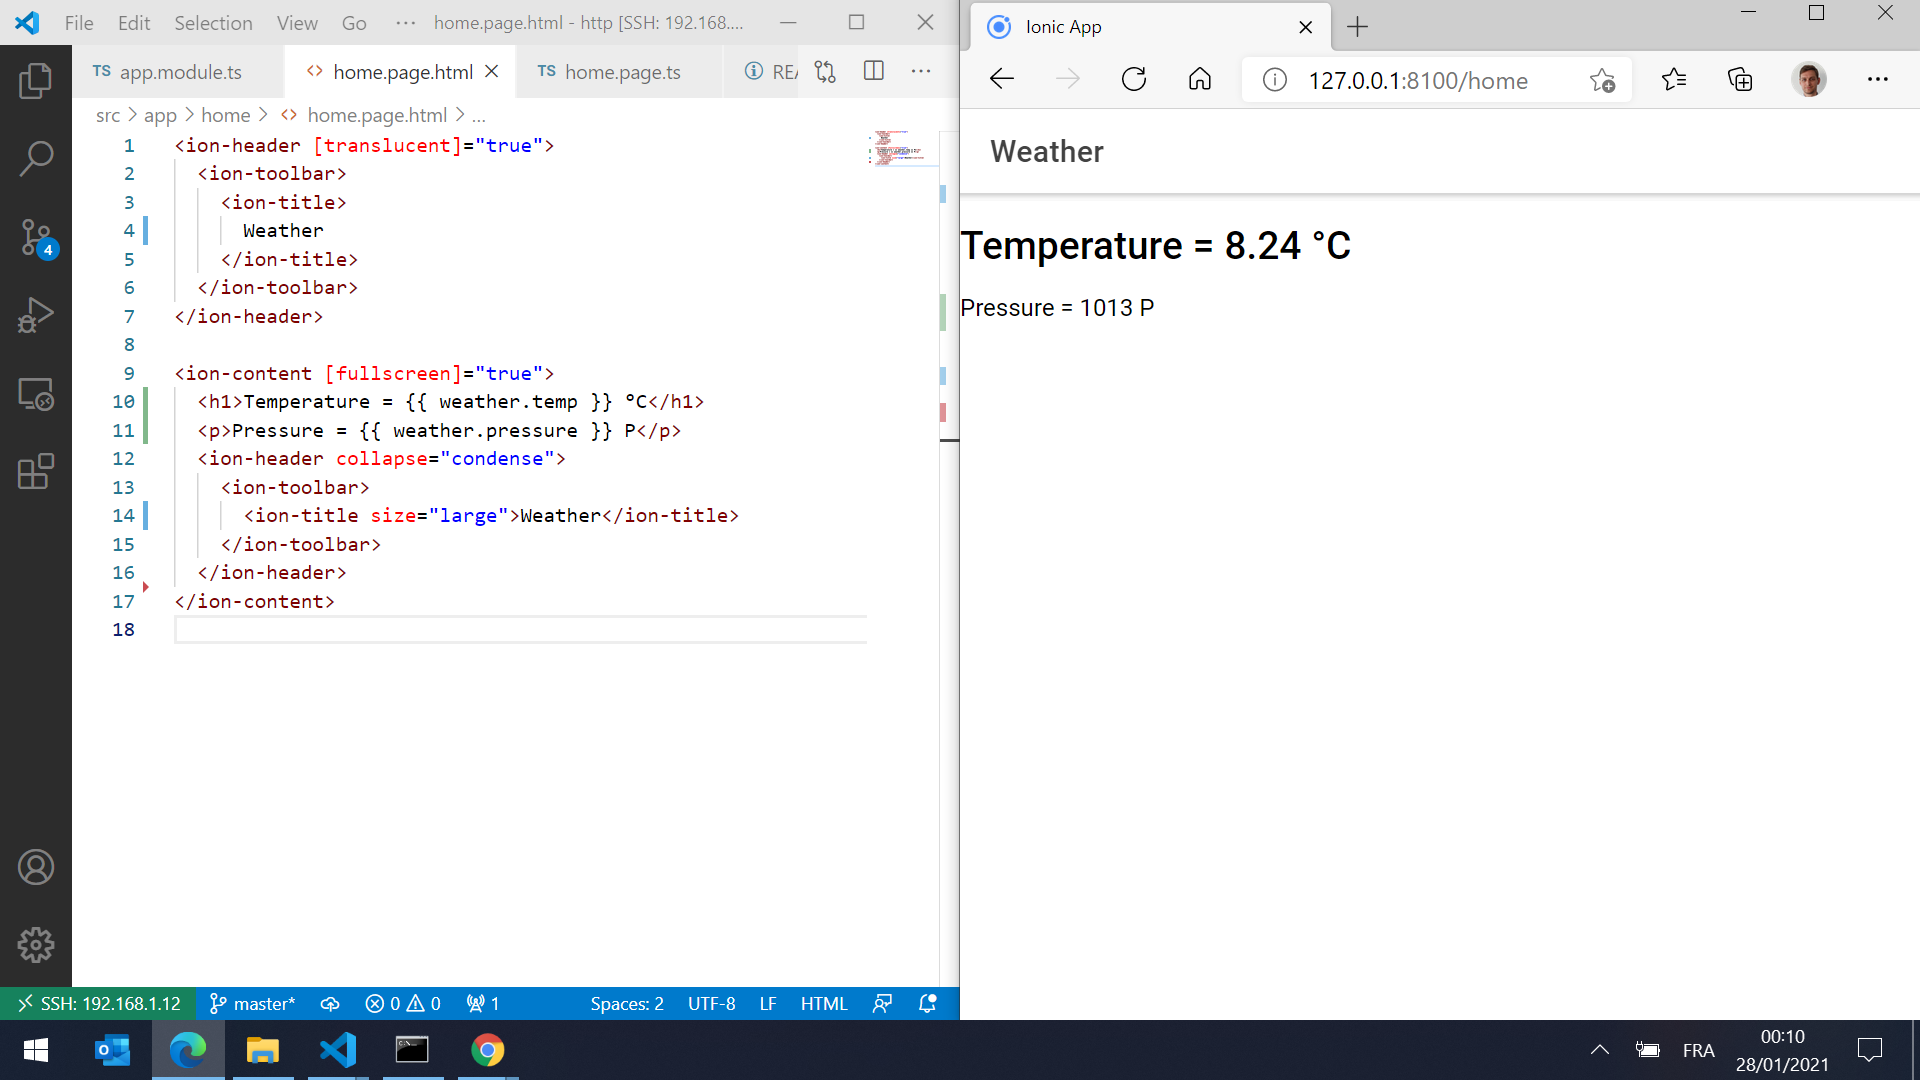 File Edit Selection View Go ··· home.page.html - http [SSH: 192.168....
TS app.module.ts
<> home.page.html
TS home.page.ts
REA
src > app > home > <> home.page.html > ...
1 <ion-header [translucent]="true">
2 <ion-toolbar>
3 <ion-title>
4 Weather
5 </ion-title>
6 </ion-toolbar>
7 </ion-header>
8
9 <ion-content [fullscreen]="true">
10 <h1>Temperature = {{ weather.temp }} °C</h1>
11 <p>Pressure = {{ weather.pressure }} P</p>
12 <ion-header collapse="condense">
13 <ion-toolbar>
14 <ion-title size="large">Weather</ion-title>
15 </ion-toolbar>
16 </ion-header>
17 </ion-content>
18
4
SSH: 192.168.1.12 master* 0 0 1 Spaces: 2 UTF-8 LF HTML
Ionic App
127.0.0.1:8100/home
Weather
Temperature = 8.24 °C
Pressure = 1013 P
FRA
00:10
28/01/2021